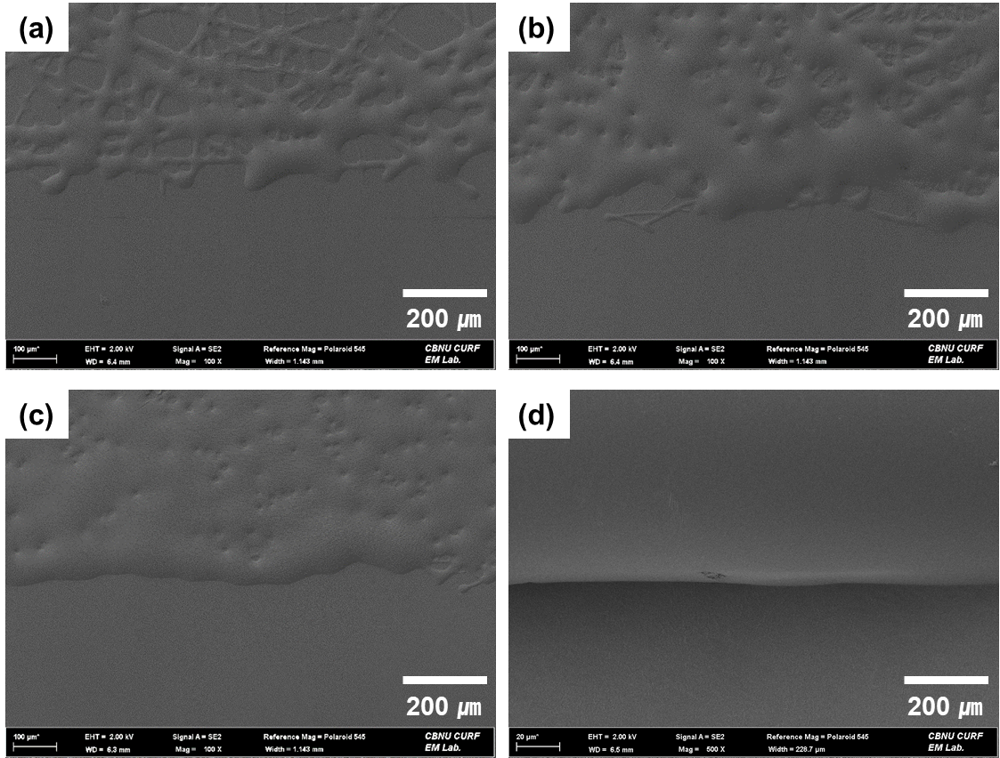 (a)
200 µm
100 µm*
EHT = 2.00 kV
WD = 6.4 mm
Signal A = SE2
Mag = 100 X
Reference Mag = Polaroid 545
Width = 1.143 mm
CBNU CURF
EM Lab.
(b)
200 µm
100 µm*
EHT = 2.00 kV
WD = 6.4 mm
Signal A = SE2
Mag = 100 X
Reference Mag = Polaroid 545
Width = 1.143 mm
CBNU CURF
EM Lab.
(c)
200 µm
100 µm*
EHT = 2.00 kV
WD = 6.3 mm
Signal A = SE2
Mag = 100 X
Reference Mag = Polaroid 545
Width = 1.143 mm
CBNU CURF
EM Lab.
(d)
200 µm
20 µm*
EHT = 2.00 kV
WD = 6.5 mm
Signal A = SE2
Mag = 500 X
Reference Mag = Polaroid 545
Width = 228.7 µm
CBNU CURF
EM Lab.